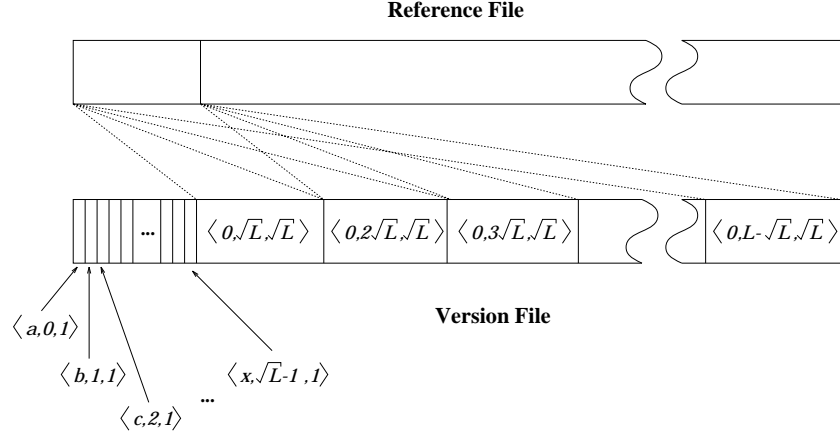 Reference File
...
⟨0,√L,√L⟩ ⟨0,2√L,√L⟩ ⟨0,3√L,√L⟩ ⟨0,L-√L,√L⟩
⟨a,0,1⟩
Version File
⟨b,1,1⟩ ⟨x,√L-1 ,1⟩
...
⟨c,2,1⟩